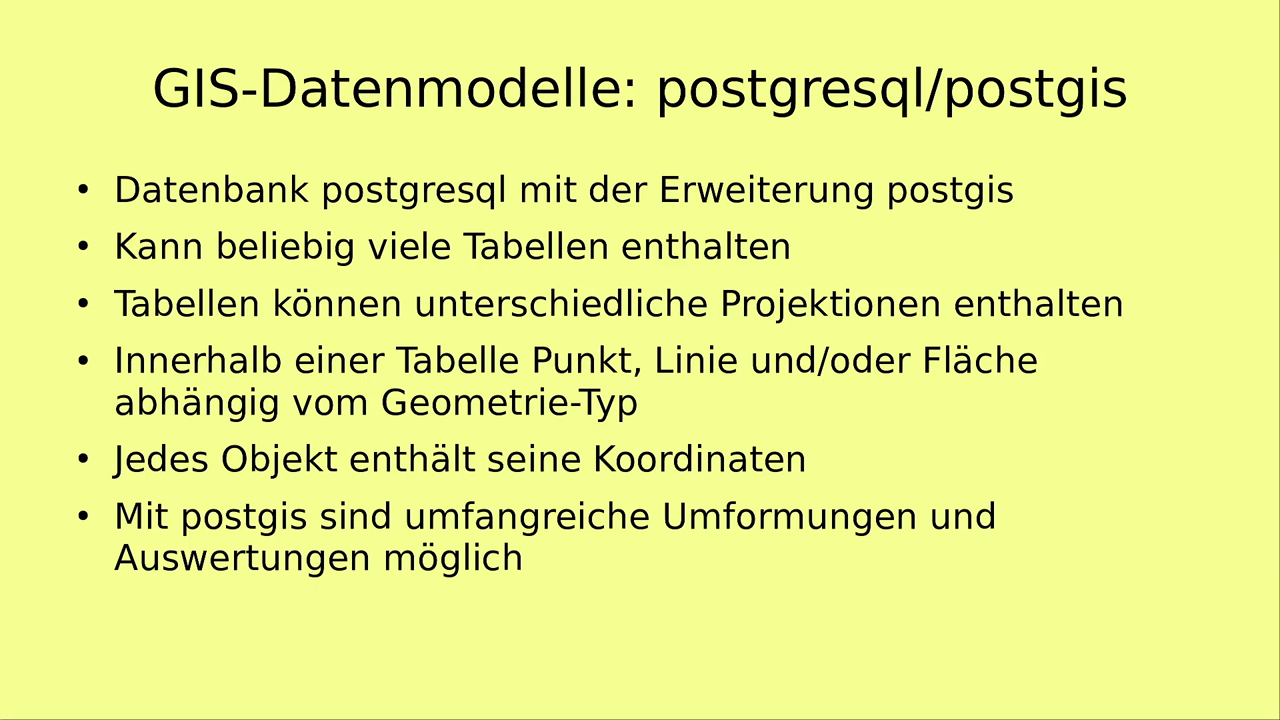 GIS-Datenmodelle: postgresql/postgis
• Datenbank postgresql mit der Erweiterung postgis
• Kann beliebig viele Tabellen enthalten
• Tabellen können unterschiedliche Projektionen enthalten
• Innerhalb einer Tabelle Punkt, Linie und/oder Fläche
abhängig vom Geometrie-Typ
• Jedes Objekt enthält seine Koordinaten
• Mit postgis sind umfangreiche Umformungen und
Auswertungen möglich